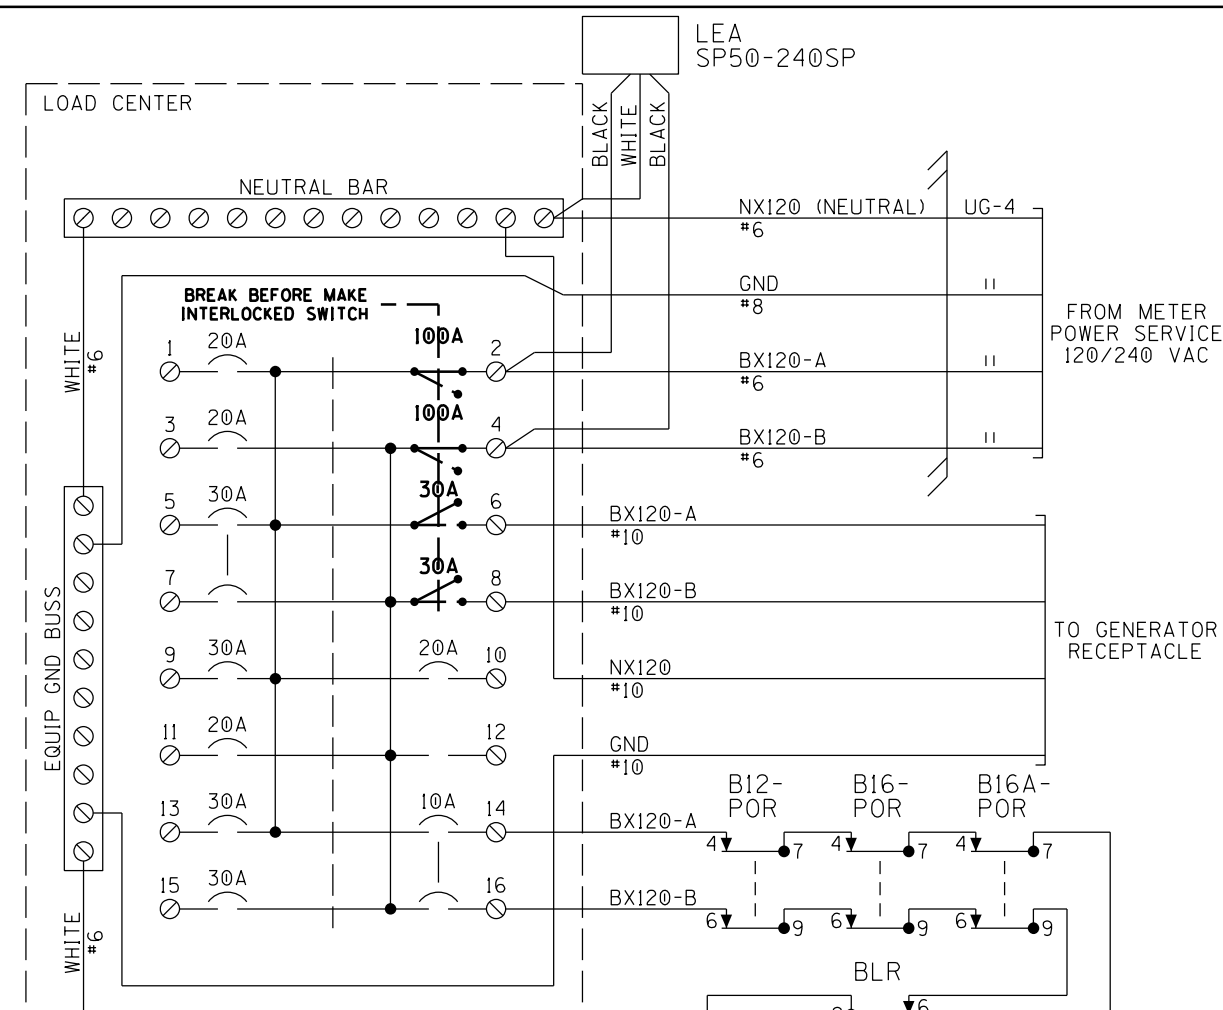 LEA
SP50-240SP
LOAD CENTER
BLACK
WHITE
BLACK
NEUTRAL BAR
NX120 (NEUTRAL)
UG-4
#6
GND
"
#8
BREAK BEFORE MAKE
INTERLOCKED SWITCH
FROM METER
POWER SERVICE
120/240 VAC
WHITE
#6
1
20A
100A
2
BX120-A
"
#6
3
20A
100A
4
BX120-B
"
#6
5
30A
30A
6
BX120-A
#10
7
30A
8
BX120-B
#10
EQUIP GND BUSS
TO GENERATOR
RECEPTACLE
9
30A
20A
10
NX120
#10
11
20A
12
GND
#10
B12-
POR
B16-
POR
B16A-
POR
13
30A
10A
14
BX120-A
4
7
4
7
4
7
15
30A
16
BX120-B
6
9
6
9
6
9
WHITE
#6
BLR
6